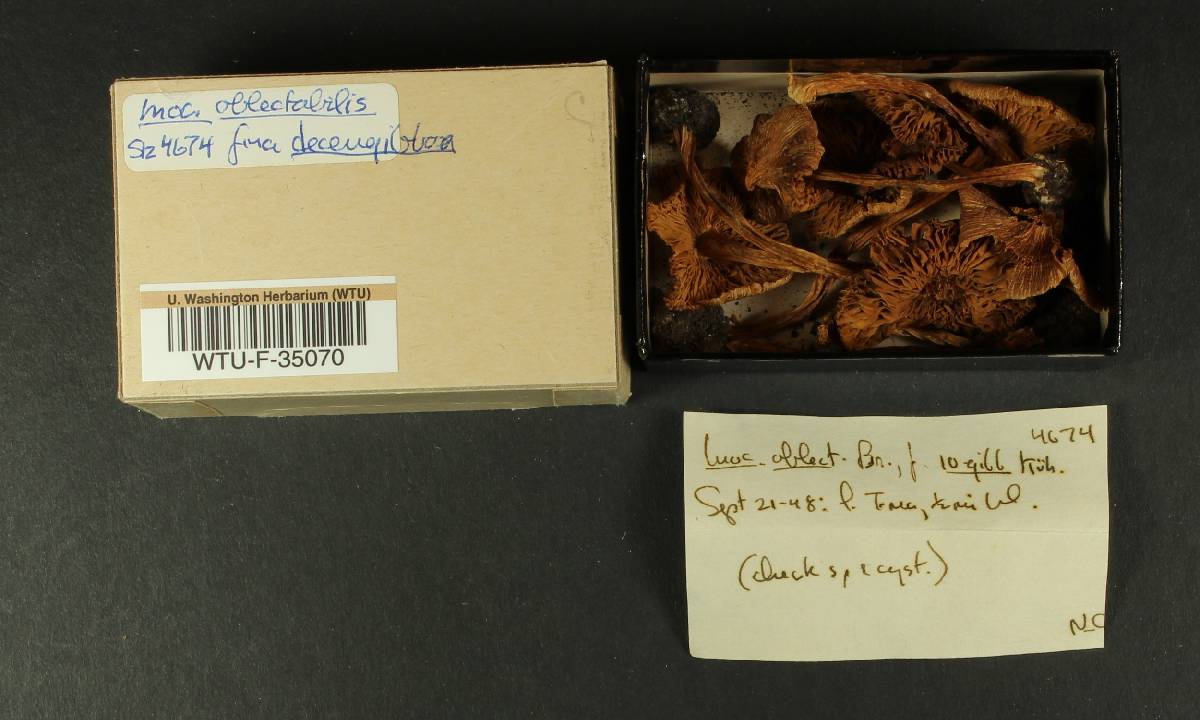 Inoc. oblectabilis
Stz 4674 fma decemgibbosa
U. Washington Herbarium (WTU)
WTU-F-35070
4674
Inoc. oblect. Br., f. 10-gibb Küh.
Sept 21-48: l.
(check sp & cyst.)